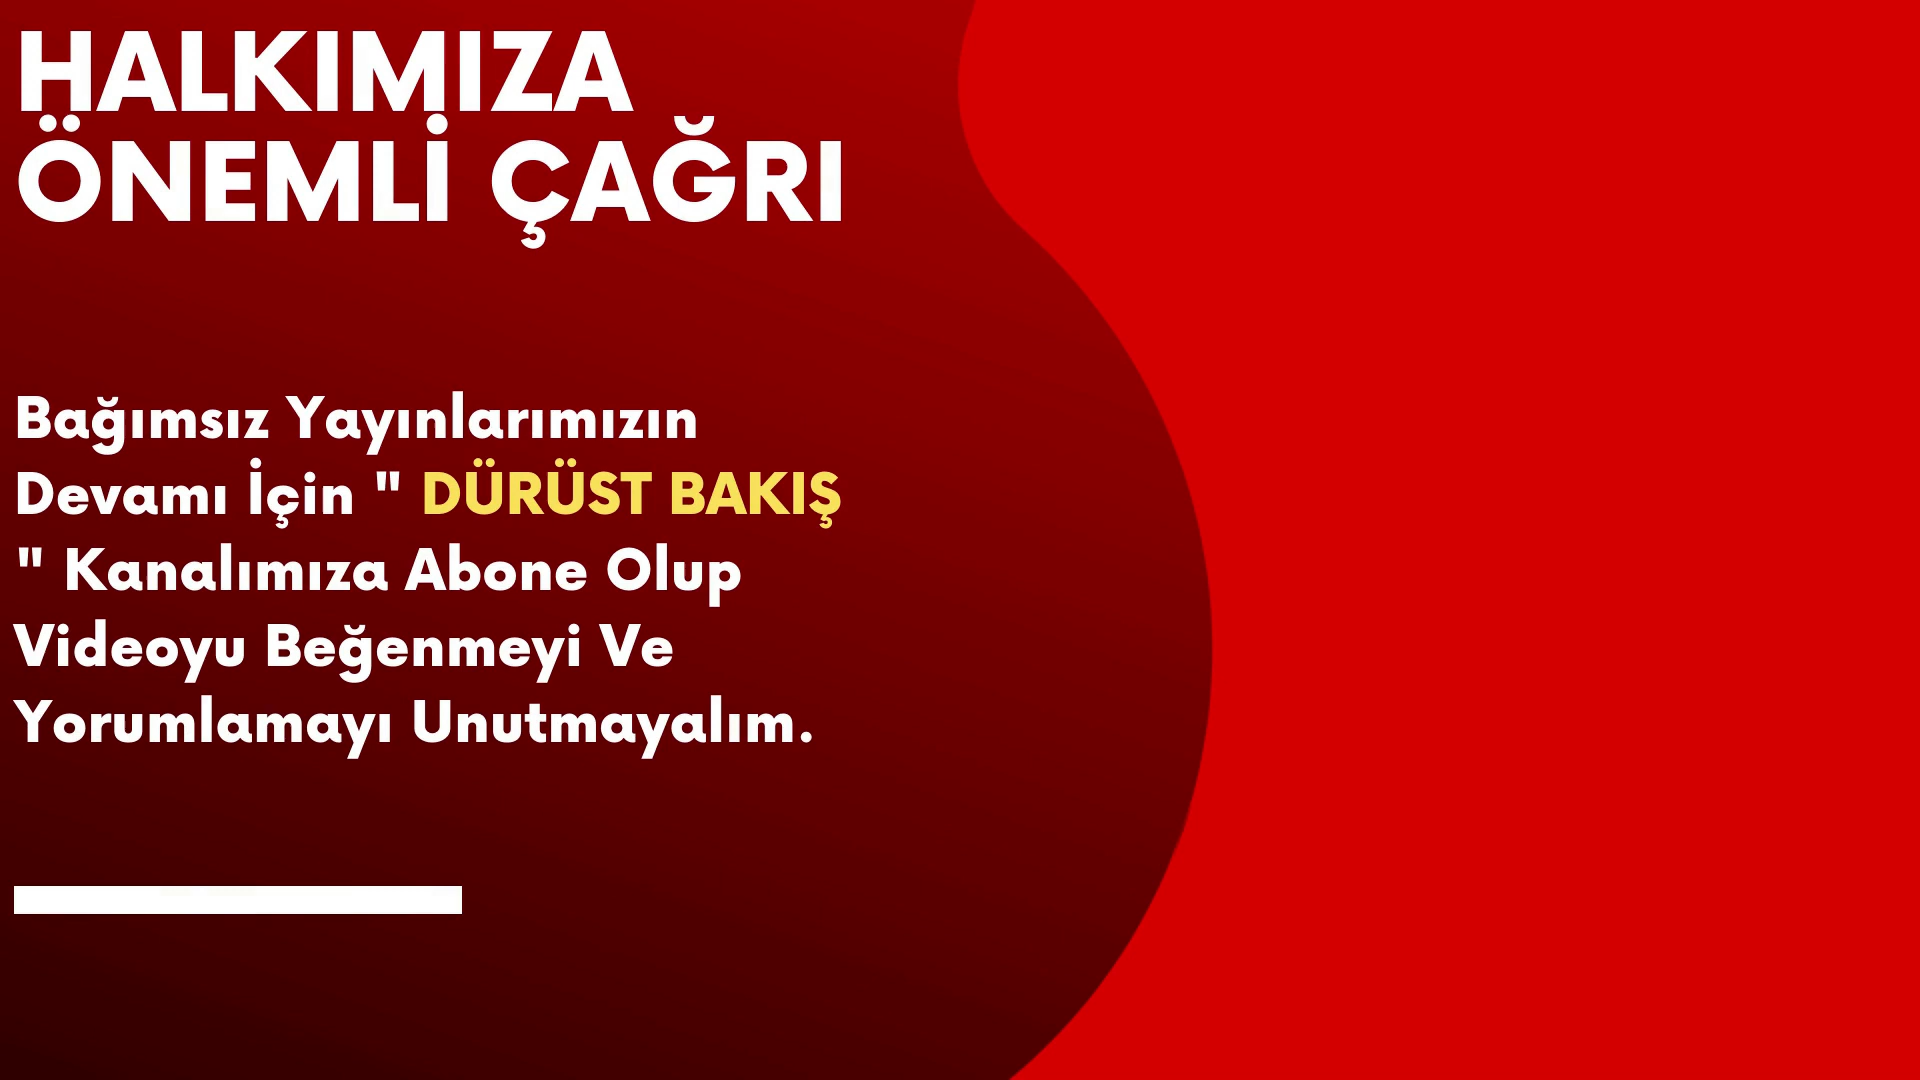 HALKIMIZA
ÖNEMLİ ÇAĞRI
Bağımsız Yayınlarımızın
Devamı İçin " DÜRÜST BAKIŞ
" Kanalımıza Abone Olup
Videoyu Beğenmeyi Ve
Yorumlamayı Unutmayalım.